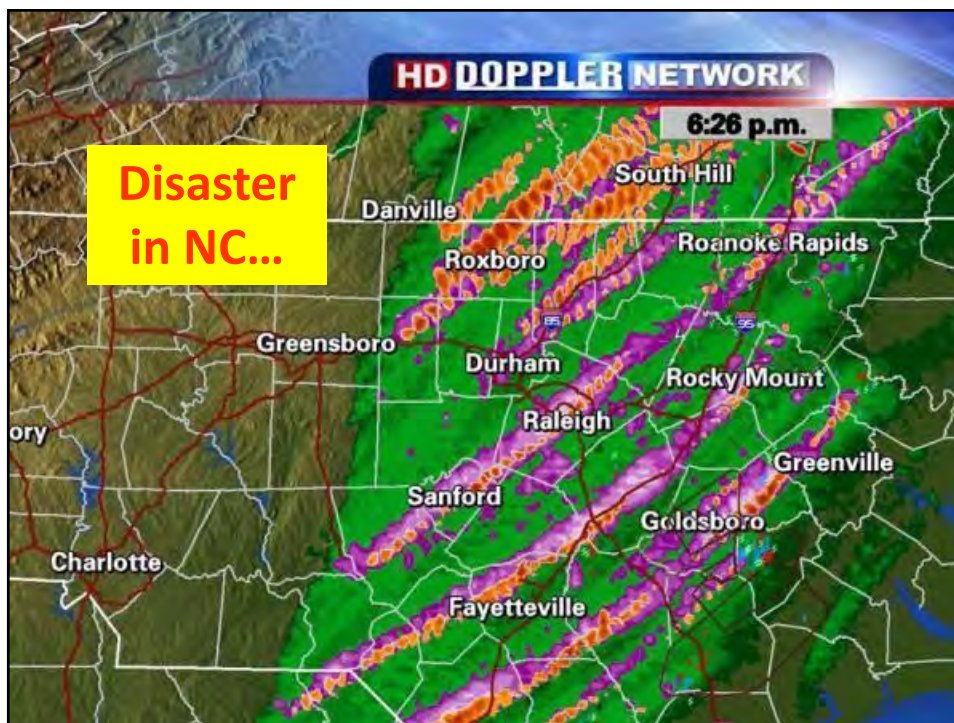 HD DOPPLER NETWORK
6:26 p.m.
Disaster
in NC...
South Hill
Danville
Roanoke Rapids
Roxboro
85
95
Greensboro
Durham
Rocky Mount
Raleigh
ory
Greenville
Sanford
Goldsboro
Charlotte
Fayetteville